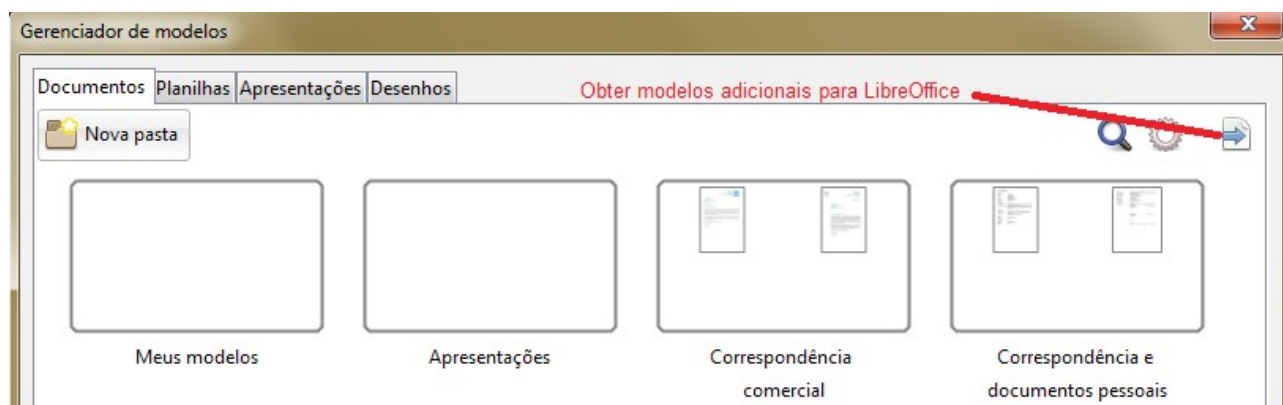 Gerenciador de modelos
Documentos Planilhas Apresentações Desenhos
Obter modelos adicionais para LibreOffice
Nova pasta
Meus modelos
Apresentações
Correspondência
comercial
Correspondência e
documentos pessoais